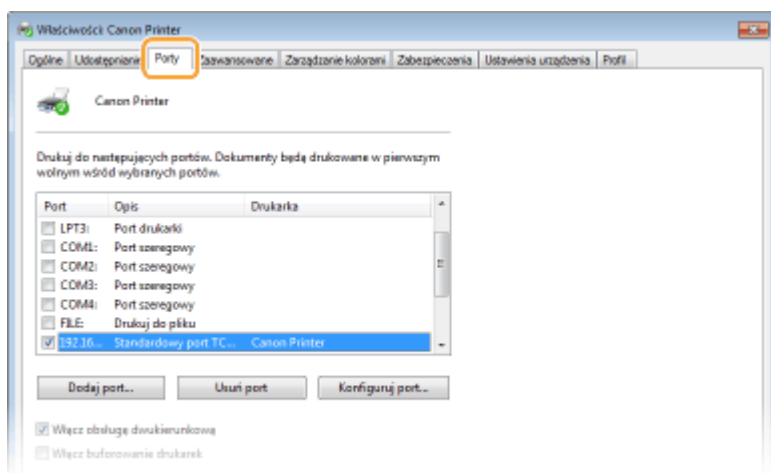 Właściwości: Canon Printer
Ogólne Udostępnianie Porty Zaawansowane Zarządzanie kolorami Zabezpieczenia Ustawienia urządzenia Profil
Canon Printer
Drukuj do następujących portów. Dokumenty będą drukowane w pierwszym
wolnym wśród wybranych portów.
Port Opis Drukarka
LPT3: Port drukarki
COM1: Port szeregowy
COM2: Port szeregowy
COM3: Port szeregowy
COM4: Port szeregowy
FILE: Drukuj do pliku
192.16... Standardowy port TC... Canon Printer
Dodaj port... Usuń port Konfiguruj port...
Włącz obsługę dwukierunkową
Włącz buforowanie drukarek